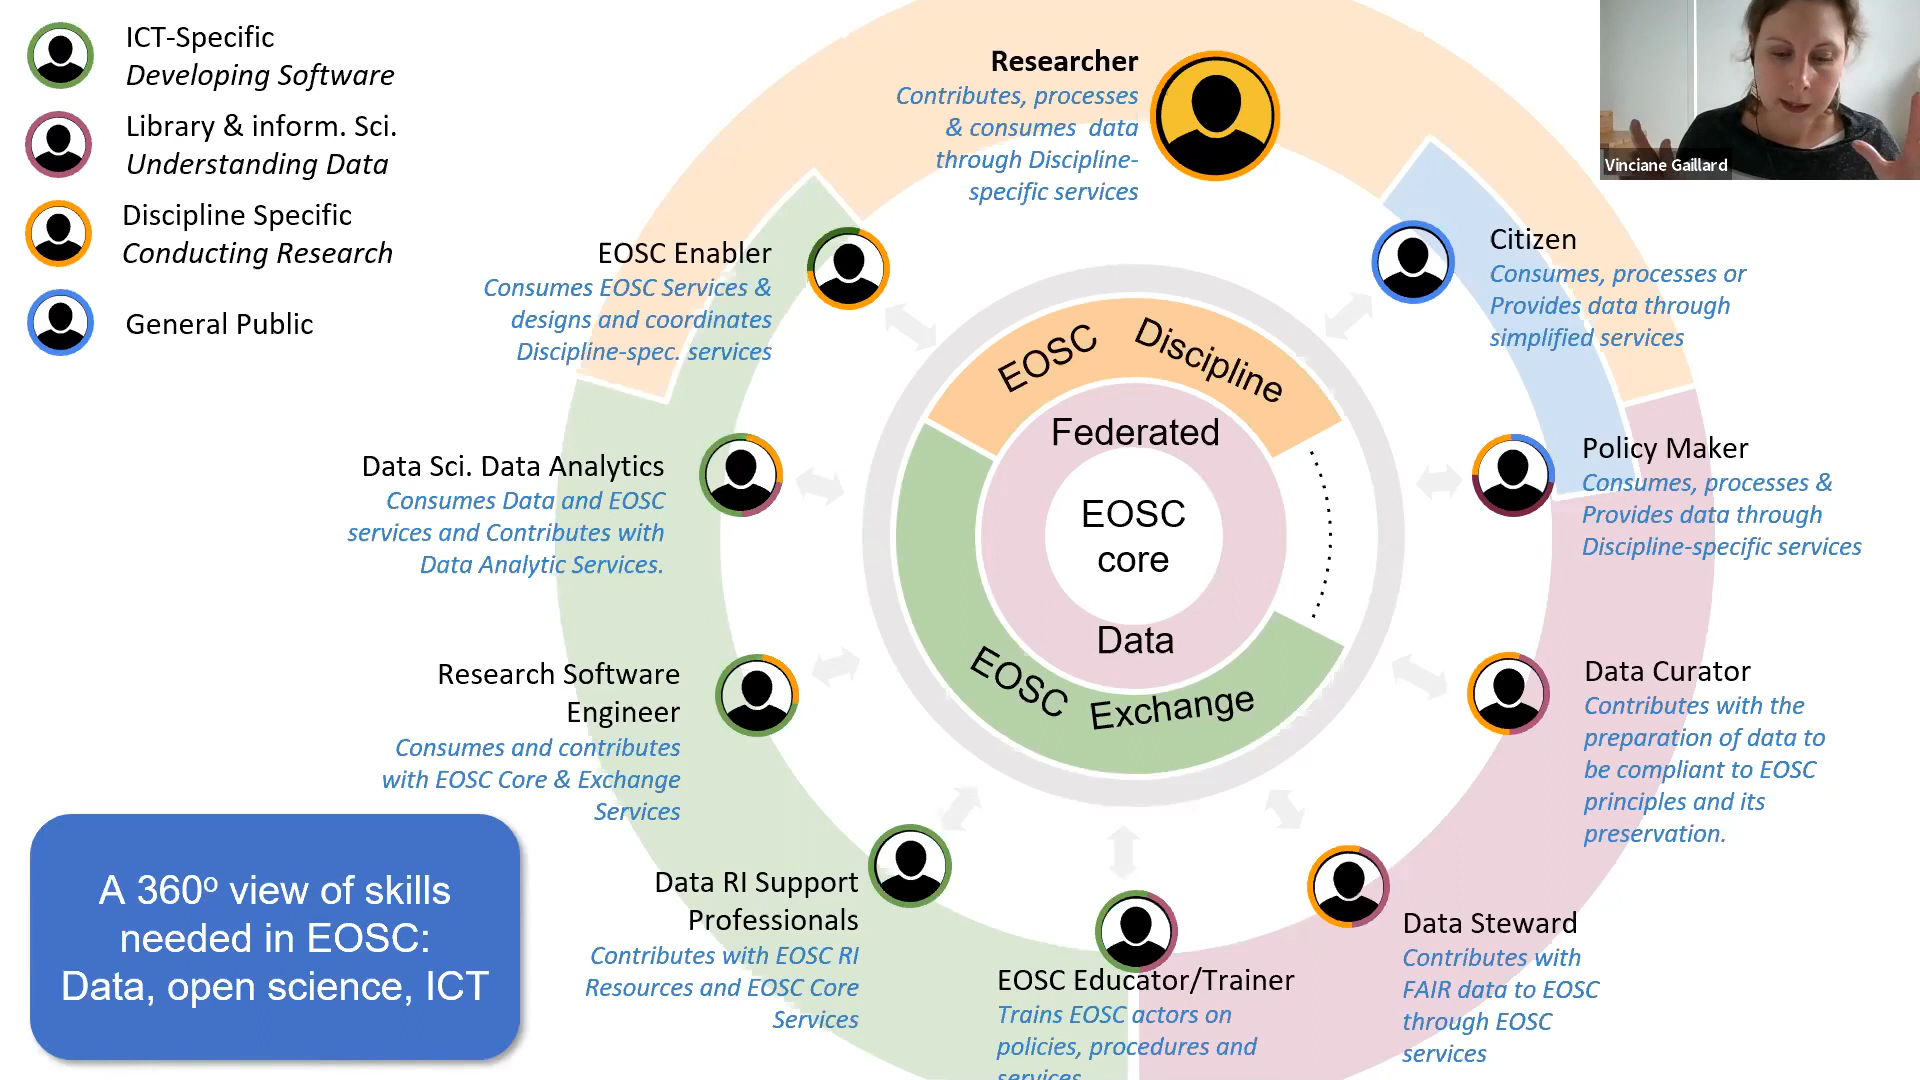 ICT-Specific
Developing Software
Library & inform. Sci.
Understanding Data
Discipline Specific
Conducting Research
General Public
Researcher
Contributes, processes
& consumes data
through Discipline-
specific services
Vinciane Gaillard
EOSC Enabler
Consumes EOSC Services &
designs and coordinates
Discipline-spec. services
Citizen
Consumes, processes or
Provides data through
simplified services
Data Sci. Data Analytics
Consumes Data and EOSC
services and Contributes with
Data Analytic Services.
Policy Maker
Consumes, processes &
Provides data through
Discipline-specific services
EOSC Discipline
Federated
EOSC
core
Data
EOSC Exchange
Research Software
Engineer
Consumes and contributes
with EOSC Core & Exchange
Services
Data Curator
Contributes with the
preparation of data to
be compliant to EOSC
principles and its
preservation.
Data RI Support
Professionals
Contributes with EOSC RI
Resources and EOSC Core
Services
EOSC Educator/Trainer
Trains EOSC actors on
policies, procedures and
services
Data Steward
Contributes with
FAIR data to EOSC
through EOSC
services
A 360º view of skills
needed in EOSC:
Data, open science, ICT